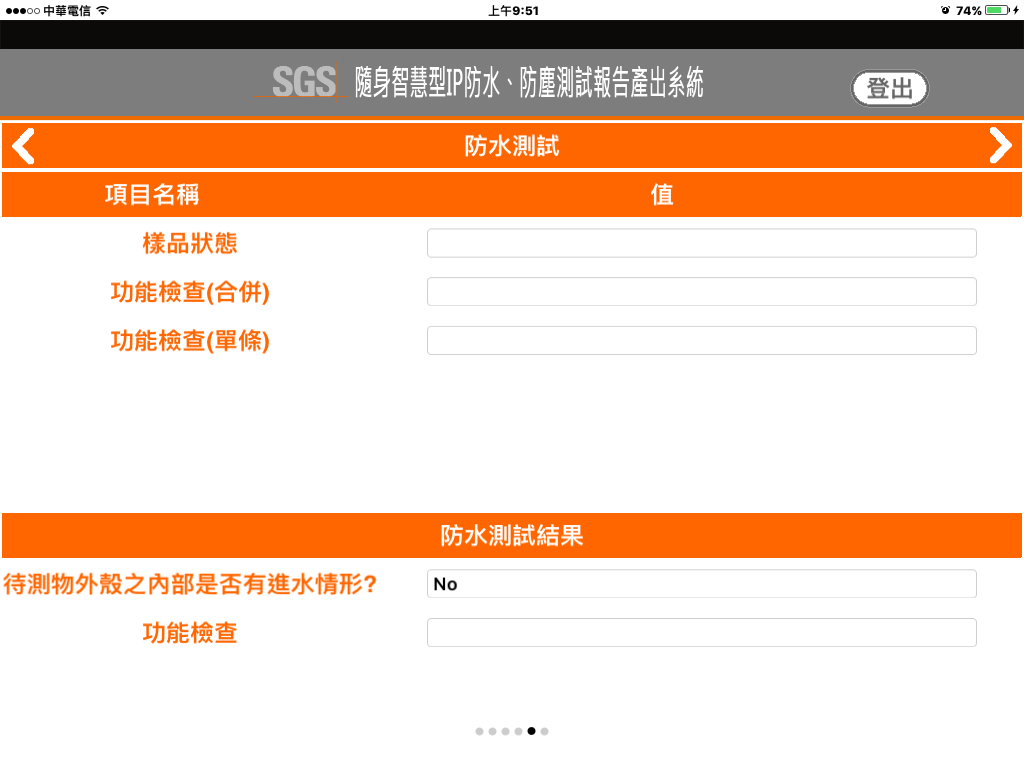 中華電信 上午9:51 74%
SGS 隨身智慧型IP防水、防塵測試報告產出系統 登出
防水測試
項目名稱 值
樣品狀態
功能檢查(合併)
功能檢查(單條)
防水測試結果
待測物外殼之內部是否有進水情形? No
功能檢查